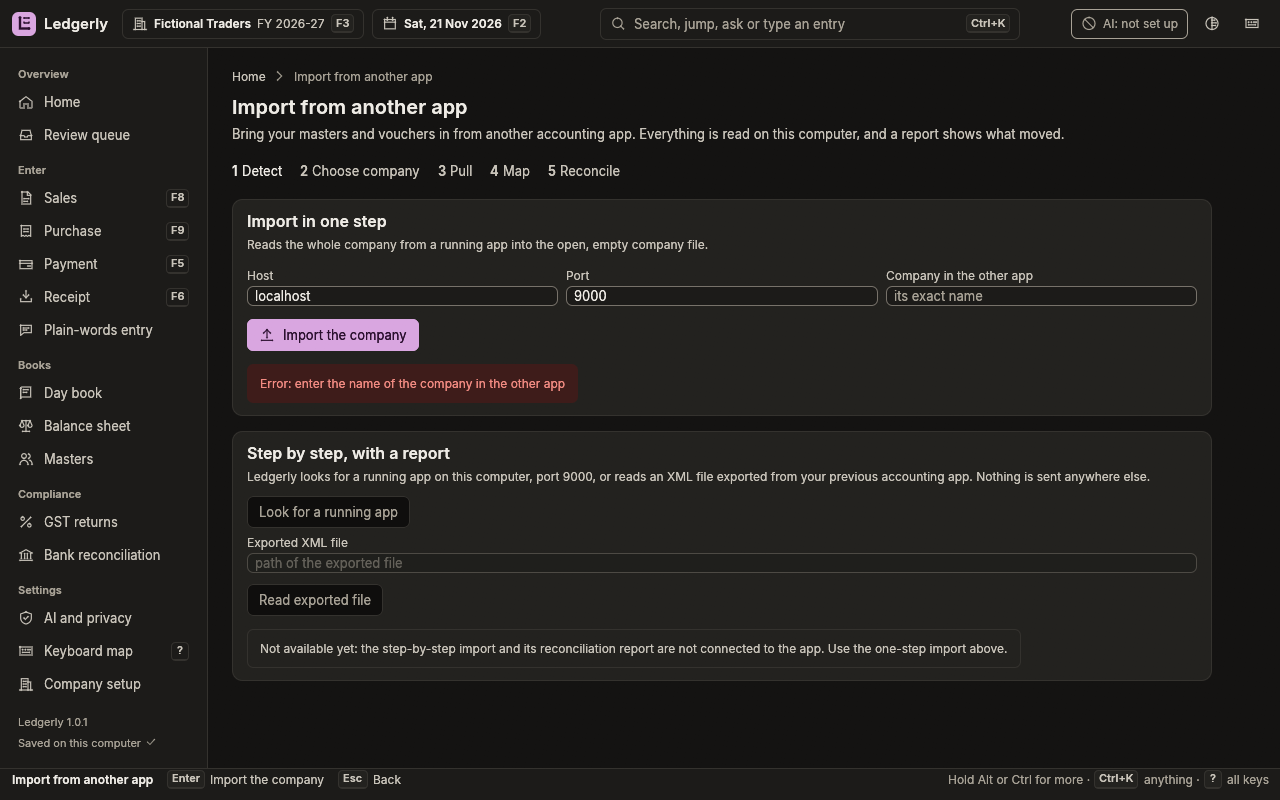 Ledgerly
Fictional Traders FY 2026-27 F3
Sat, 21 Nov 2026 F2
Search, jump, ask or type an entry Ctrl+K
AI: not set up
Overview
Home
Review queue
Enter
Sales F8
Purchase F9
Payment F5
Receipt F6
Plain-words entry
Books
Day book
Balance sheet
Masters
Compliance
GST returns
Bank reconciliation
Settings
AI and privacy
Keyboard map ?
Company setup
Ledgerly 1.0.1
Saved on this computer
Home Import from another app
Import from another app
Bring your masters and vouchers in from another accounting app. Everything is read on this computer, and a report shows what moved.
1 Detect 2 Choose company 3 Pull 4 Map 5 Reconcile
Import in one step
Reads the whole company from a running app into the open, empty company file.
Host Port Company in the other app
localhost 9000 its exact name
Import the company
Error: enter the name of the company in the other app
Step by step, with a report
Ledgerly looks for a running app on this computer, port 9000, or reads an XML file exported from your previous accounting app. Nothing is sent anywhere else.
Look for a running app
Exported XML file
path of the exported file
Read exported file
Not available yet: the step-by-step import and its reconciliation report are not connected to the app. Use the one-step import above.
Import from another app Enter Import the company Esc Back
Hold Alt or Ctrl for more · Ctrl+K anything · ? all keys